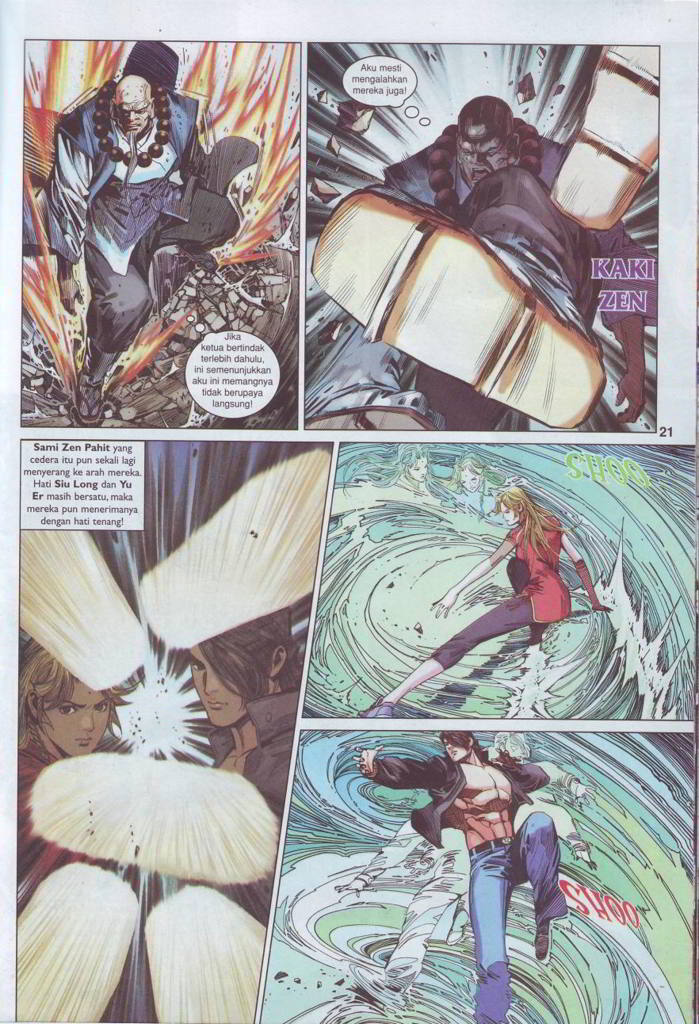 Jika
ketua bertindak
terlebih dahulu,
ini semenunjukkan
aku ini memangnya
tidak berupaya
langsung!
Aku mesti
mengalahkan
mereka juga!
KAKI
ZEN
21
Sami Zen Pahit yang
cedera itu pun sekali lagi
menyerang ke arah mereka.
Hati Siu Long dan Yu
Er masih bersatu, maka
mereka pun menerimanya
dengan hati tenang!
SHOO
SHOO